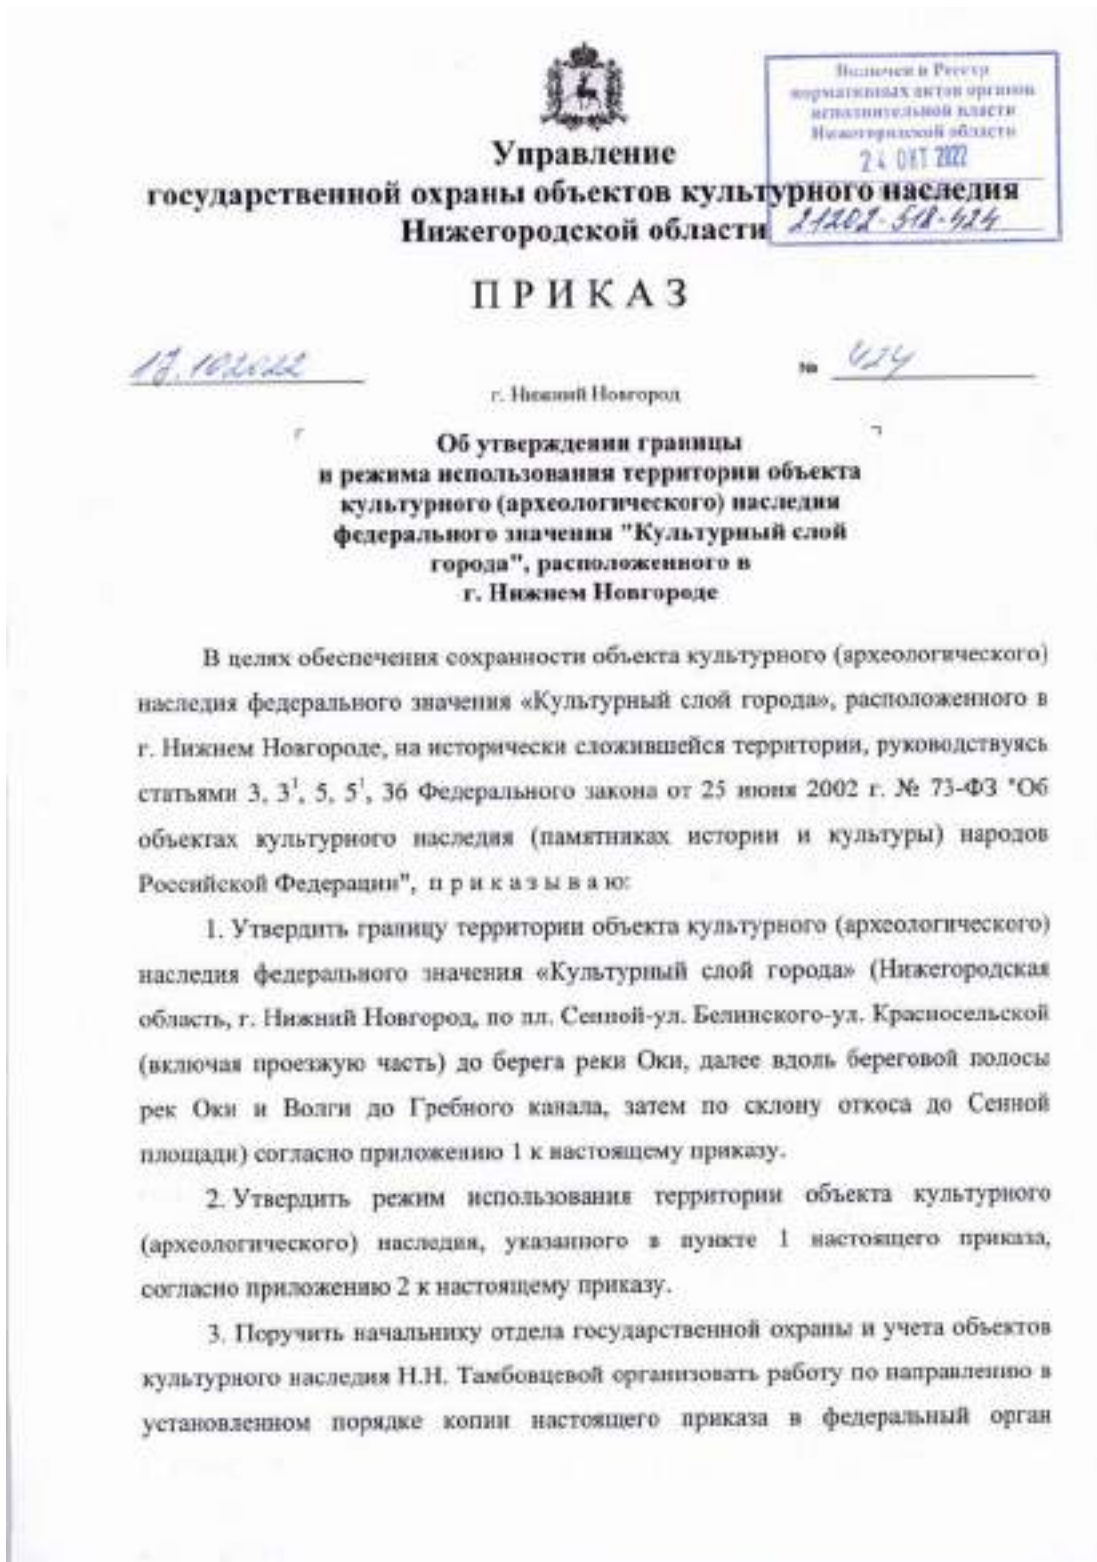 Включен в Реестр
нормативных актов органов
исполнительной власти
Нижегородской области
24 ОКТ 2022
21202-518-424
Управление
государственной охраны объектов культурного наследия
Нижегородской области
П Р И К А З
17.10.2022
№ 424
г. Нижний Новгород
Об утверждении границы
и режима использования территории объекта
культурного (археологического) наследия
федерального значения "Культурный слой
города", расположенного в
г. Нижнем Новгороде
В целях обеспечения сохранности объекта культурного (археологического)
наследия федерального значения «Культурный слой города», расположенного в
г. Нижнем Новгороде, на исторически сложившейся территории, руководствуясь
статьями 3, 3¹, 5, 5¹, 36 Федерального закона от 25 июня 2002 г. № 73-ФЗ "Об
объектах культурного наследия (памятниках истории и культуры) народов
Российской Федерации", п р и к а з ы в а ю:
1. Утвердить границу территории объекта культурного (археологического)
наследия федерального значения «Культурный слой города» (Нижегородская
область, г. Нижний Новгород, по пл. Сенной-ул. Белинского-ул. Красносельской
(включая проезжую часть) до берега реки Оки, далее вдоль береговой полосы
рек Оки и Волги до Гребного канала, затем по склону откоса до Сенной
площади) согласно приложению 1 к настоящему приказу.
2. Утвердить режим использования территории объекта культурного
(археологического) наследия, указанного в пункте 1 настоящего приказа,
согласно приложению 2 к настоящему приказу.
3. Поручить начальнику отдела государственной охраны и учета объектов
культурного наследия Н.Н. Тамбовцевой организовать работу по направлению в
установленном порядке копии настоящего приказа в федеральный орган